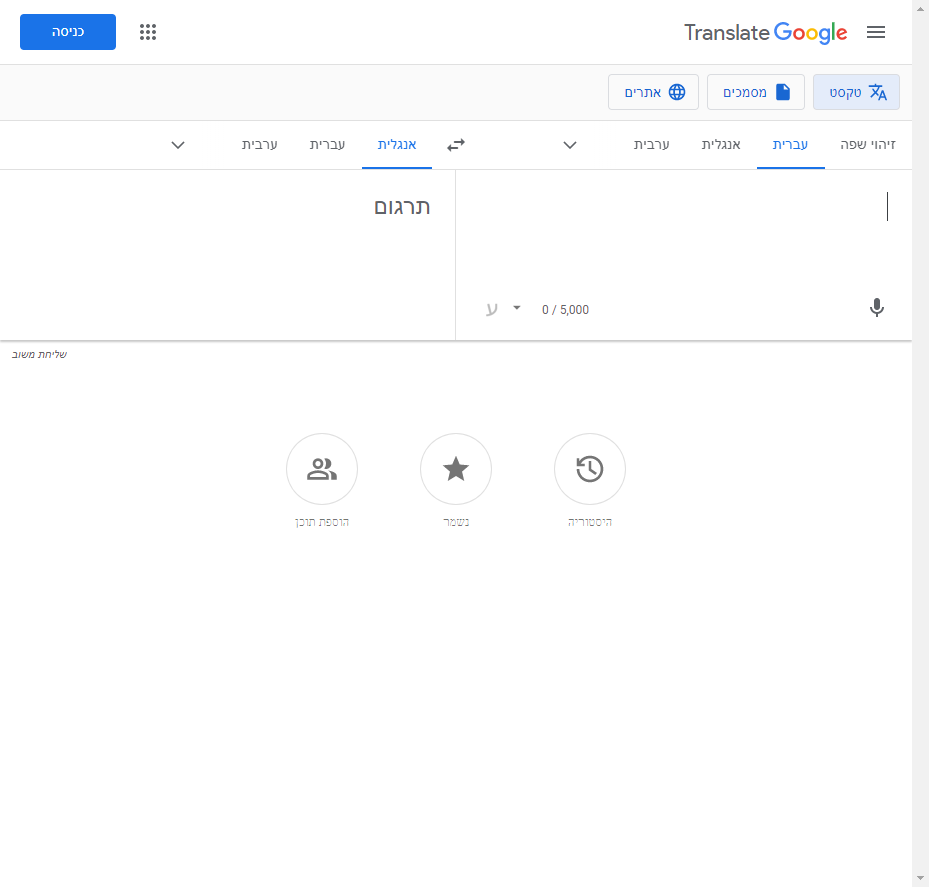 Google Translate
כניסה
טקסט
מסמכים
אתרים
זיהוי שפה
עברית
אנגלית
ערבית
אנגלית
עברית
ערבית
תרגום
0 / 5,000
ע
שליחת משוב
היסטוריה
נשמר
הוספת תוכן